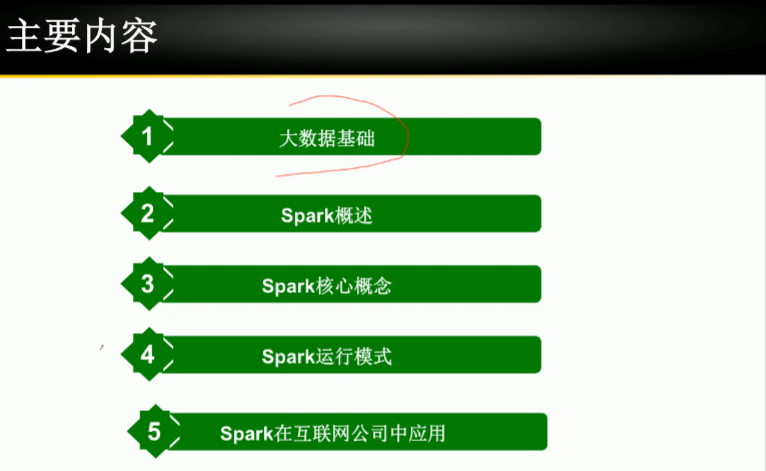 主要内容
1 大数据基础
2 Spark概述
3 Spark核心概念
4 Spark运行模式
5 Spark在互联网公司中应用